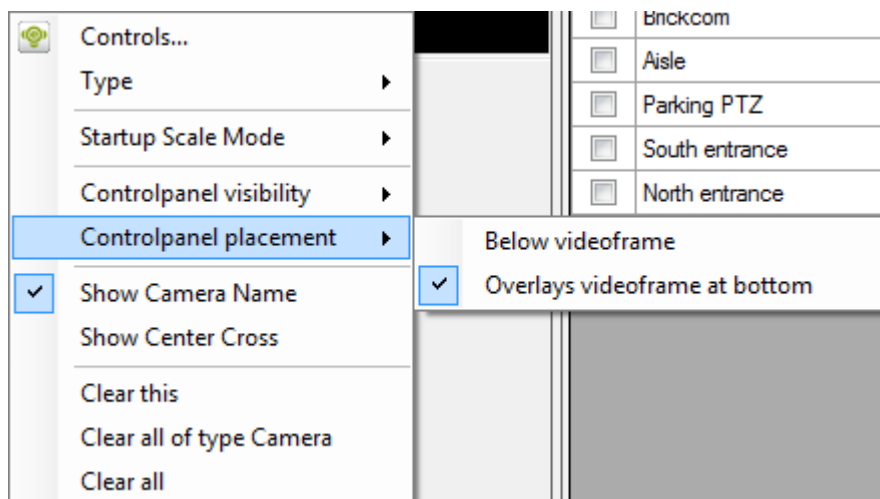 Controls...
Type
Startup Scale Mode
Controlpanel visibility
Controlpanel placement
Show Camera Name
Show Center Cross
Clear this
Clear all of type Camera
Clear all
Below videoframe
Overlays videoframe at bottom
Brickcom
Aisle
Parking PTZ
South entrance
North entrance